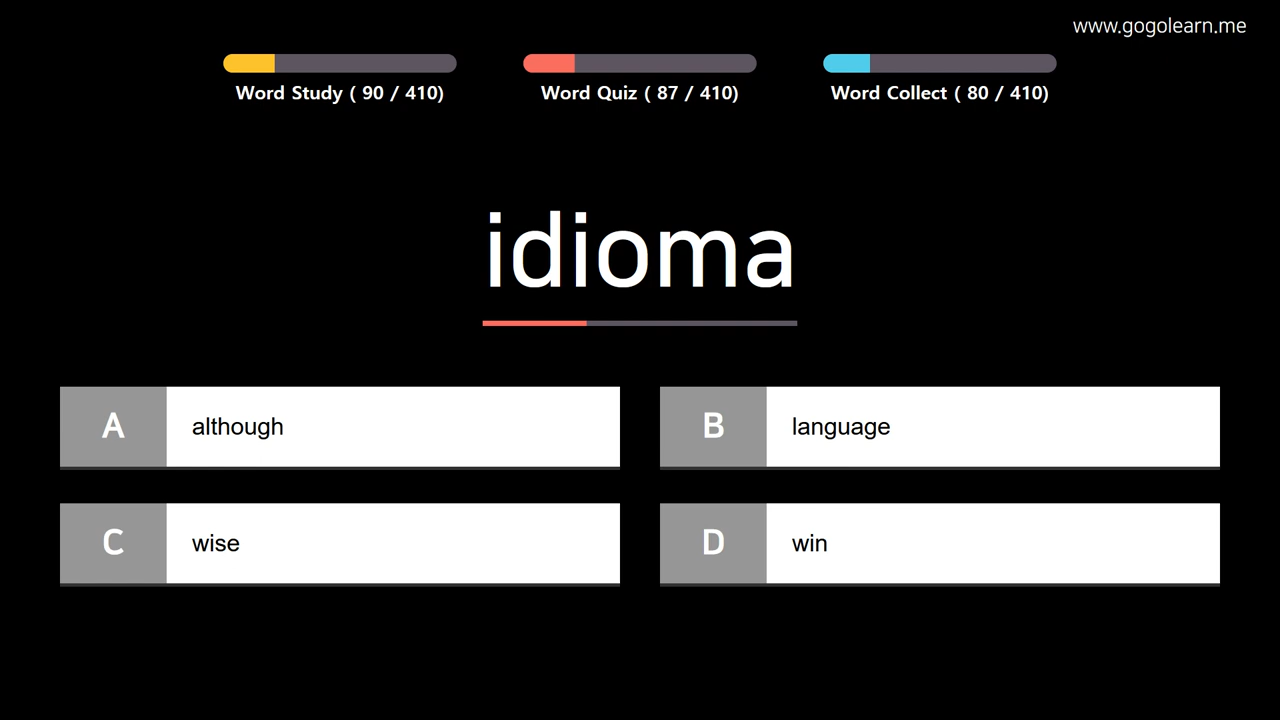 www.gogolearn.me
Word Study ( 90 / 410)
Word Quiz ( 87 / 410)
Word Collect ( 80 / 410)
idioma
A although
B language
C wise
D win